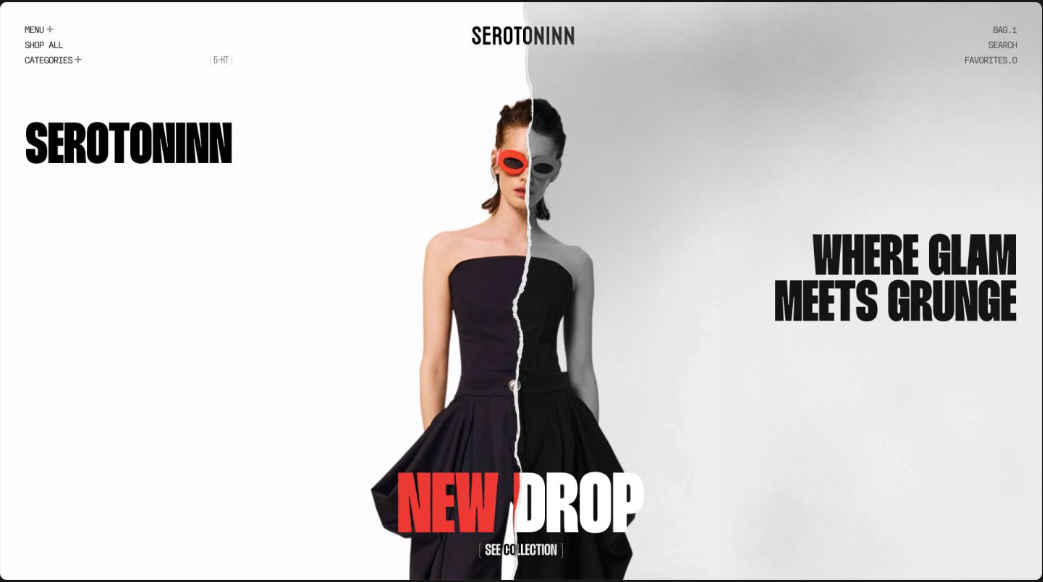 MENU +
SHOP ALL
CATEGORIES +
[ 5-HT ]
SEROTONINN
BAG.1
SEARCH
FAVORITES.0
SEROTONINN
WHERE GLAM
MEETS GRUNGE
NEW DROP
[ SEE COLLECTION ]